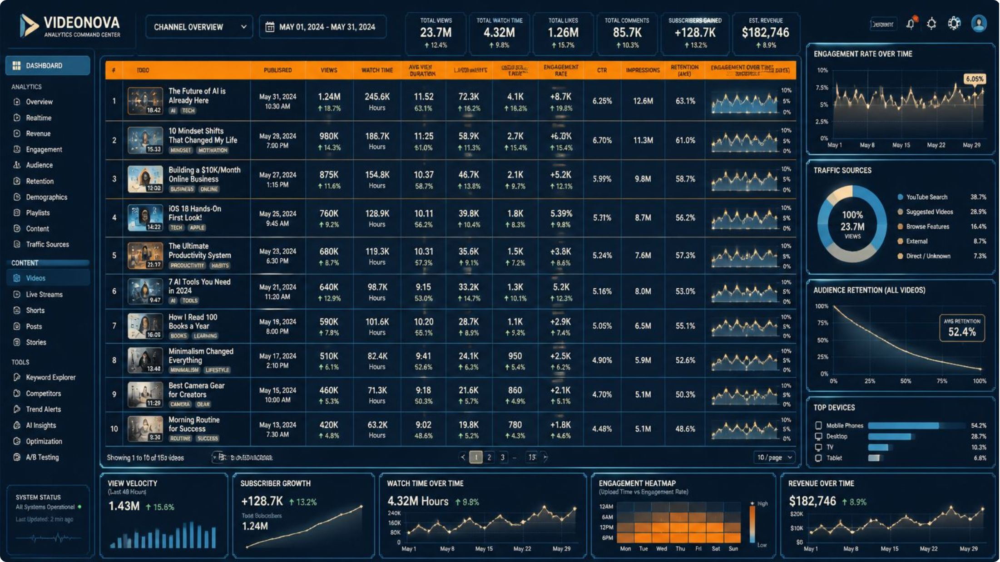 VIDEONOVA
ANALYTICS COMMAND CENTER
CHANNEL OVERVIEW
MAY 01, 2024 - MAY 31, 2024
TOTAL VIEWS
23.7M
↑ 12.4%
TOTAL WATCH TIME
4.32M
↑ 9.8%
TOTAL LIKES
1.26M
↑ 15.7%
TOTAL COMMENTS
85.7K
↑ 10.3%
SUBSCRIBERS GAINED
+128.7K
↑ 13.2%
EST. REVENUE
$182,746
↑ 8.9%
DASHBOARD
ANALYTICS
Overview
Realtime
Revenue
Engagement
Audience
Retention
Demographics
Playlists
Content
Traffic Sources
CONTENT
Videos
Live Streams
Shorts
Posts
Stories
TOOLS
Keyword Explorer
Competitors
Trend Alerts
AI Insights
Optimization
A/B Testing
SYSTEM STATUS
All Systems Operational
Last Updated: 2 min ago
# PUBLISHED VIEWS WATCH TIME AVG VIEW DURATION ENGAGEMENT RATE CTR IMPRESSIONS RETENTION ENGAGEMENT OVER
1
18.42
The Future of AI is
Already Here
AI TECH
May 31, 2024
10.30 AM
1.24M
↑ 18.7%
245.6K
Hours
11.52
63.1%
72.3K
↑ 16.2%
4.1K
↑ 16.3%
+8.7K
↑ 19.8%
6.25%
12.6M
63.1%
10%
5%
0%
2
15.33
10 Mindset Shifts
That Changed My Life
MINDSET MOTIVATION
May 29, 2024
7:00 PM
980K
↑ 14.3%
186.7K
Hours
11:25
61.0%
58.9K
↑ 11.3%
2.7K
↑ 15.4%
↑ 15.4%
6.70%
11.3M
61.0%
10%
5%
0%
3
12:02
Building a $10K/Month
Online Business
BUSINESS ONLINE
May 27, 2024
1:15 PM
875K
↑ 11.6%
154.8K
Hours
10.37
58.7%
46.7K
↑ 13.8%
2.1K
↑ 9.7%
+5.2K
↑ 12.1%
5.99%
9.8M
58.7%
10%
5%
0%
4
14:22
iOS 18 Hands-On
First Look!
TECH APPLE
May 25, 2024
9:45 AM
760K
↑ 9.2%
128.9K
Hours
10.11
56.2%
39.8K
↑ 10.4%
1.8K
↑ 8.3%
5.39%
↑ 9.8%
5.31%
8.7M
56.2%
10%
5%
0%
5
22:17
The Ultimate
Productivity System
PRODUCTIVITY HABITS
May 23, 2024
6.30 PM
680K
↑ 8.7%
119.3K
Hours
10.31
57.3%
35.6K
↑ 9.1%
1.5K
↑ 7.2%
+3.8K
↑ 8.6%
5.24%
7.6M
57.3%
10%
5%
0%
6
9.47
7 AI Tools You Need
in 2024
AI TOOLS
May 21, 2024
11:20 AM
640K
↑ 12.9%
98.7K
Hours
9:15
53.0%
33.2K
↑ 14.7%
1.3K
↑ 10.1%
5.2K
↑ 12.3%
5.16%
8.0M
53.0%
10%
5%
0%
7
How I Read 100
Books a Year
BOOKS LEARNING
May 19, 2024
8.00 PM
590K
↑ 7.8%
101.6K
Hours
10.20
55.1%
28.7K
↑ 8.9%
1.1K
↑ 9.3%
+2.9K
↑ 7.4%
5.05%
6.5M
55.1%
10%
5%
0%
8
13.48
Minimalism Changed
Everything
MINIMALISM LIFESTYLE
May 17, 2024
2:10 PM
510K
↑ 6.1%
82.4K
Hours
9:41
52.6%
24.1K
↑ 6.3%
950
↑ 5.4%
+2.5K
↑ 6.2%
4.90%
5.9M
52.6%
10%
5%
0%
9
11:29
Best Camera Gear
for Creators
CAMERA GEAR
May 15, 2024
10:00 AM
460K
↑ 5.3%
71.3K
Hours
9:18
50.3%
21.6K
↑ 5.7%
860
↑ 4.9%
+2.1K
↑ 5.1%
4.70%
5.1M
50.3%
10%
5%
0%
10
8.30
Morning Routine
for Success
ROUTINE SUCCESS
May 13, 2024
7.30 AM
420K
↑ 4.8%
63.2K
Hours
9:02
48.6%
19.8K
↑ 5.2%
780
↑ 4.3%
+1.8K
↑ 4.6%
4.48%
5.1M
48.6%
10%
5%
0%
Showing 1 to 10 of videos
< 1 2 3 – 15 >
10 / page
ENGAGEMENT RATE OVER TIME
10%
7.5%
5%
2.5%
0%
6.05%
May 1 May 8 May 15 May 22 May 29
TRAFFIC SOURCES
100%
23.7M
VIEWS
YouTube Search 38.7%
Suggested Videos 28.9%
Browse Features 16.4%
External 8.7%
Direct / Unknown 7.3%
AUDIENCE RETENTION (ALL VIDEOS)
100%
75%
50%
25%
0%
AVG RETENTION
52.4%
0% 25% 50% 75% 100%
TOP DEVICES
Mobile Phones 54.2%
Desktop 28.7%
TV 10.3%
Tablet 6.8%
VIEW VELOCITY
(Last 48 Hours)
1.43M ↑ 15.6%
SUBSCRIBER GROWTH
+128.7K ↑ 13.2%
Total Subscribers
1.24M
WATCH TIME OVER TIME
4.32M Hours ↑ 9.8%
240K
160K
80K
0
May 1 May 8 May 15 May 22 May 29
ENGAGEMENT HEATMAP
(Upload Time vs Engagement Rate)
12AM
6AM
12PM
6PM
Mon Tue Wed Thu Fri Sat Sun
High
Low
REVENUE OVER TIME
$182,746 ↑ 8.9%
$20K
$10K
$0
May 1 May 8 May 15 May 22 May 29